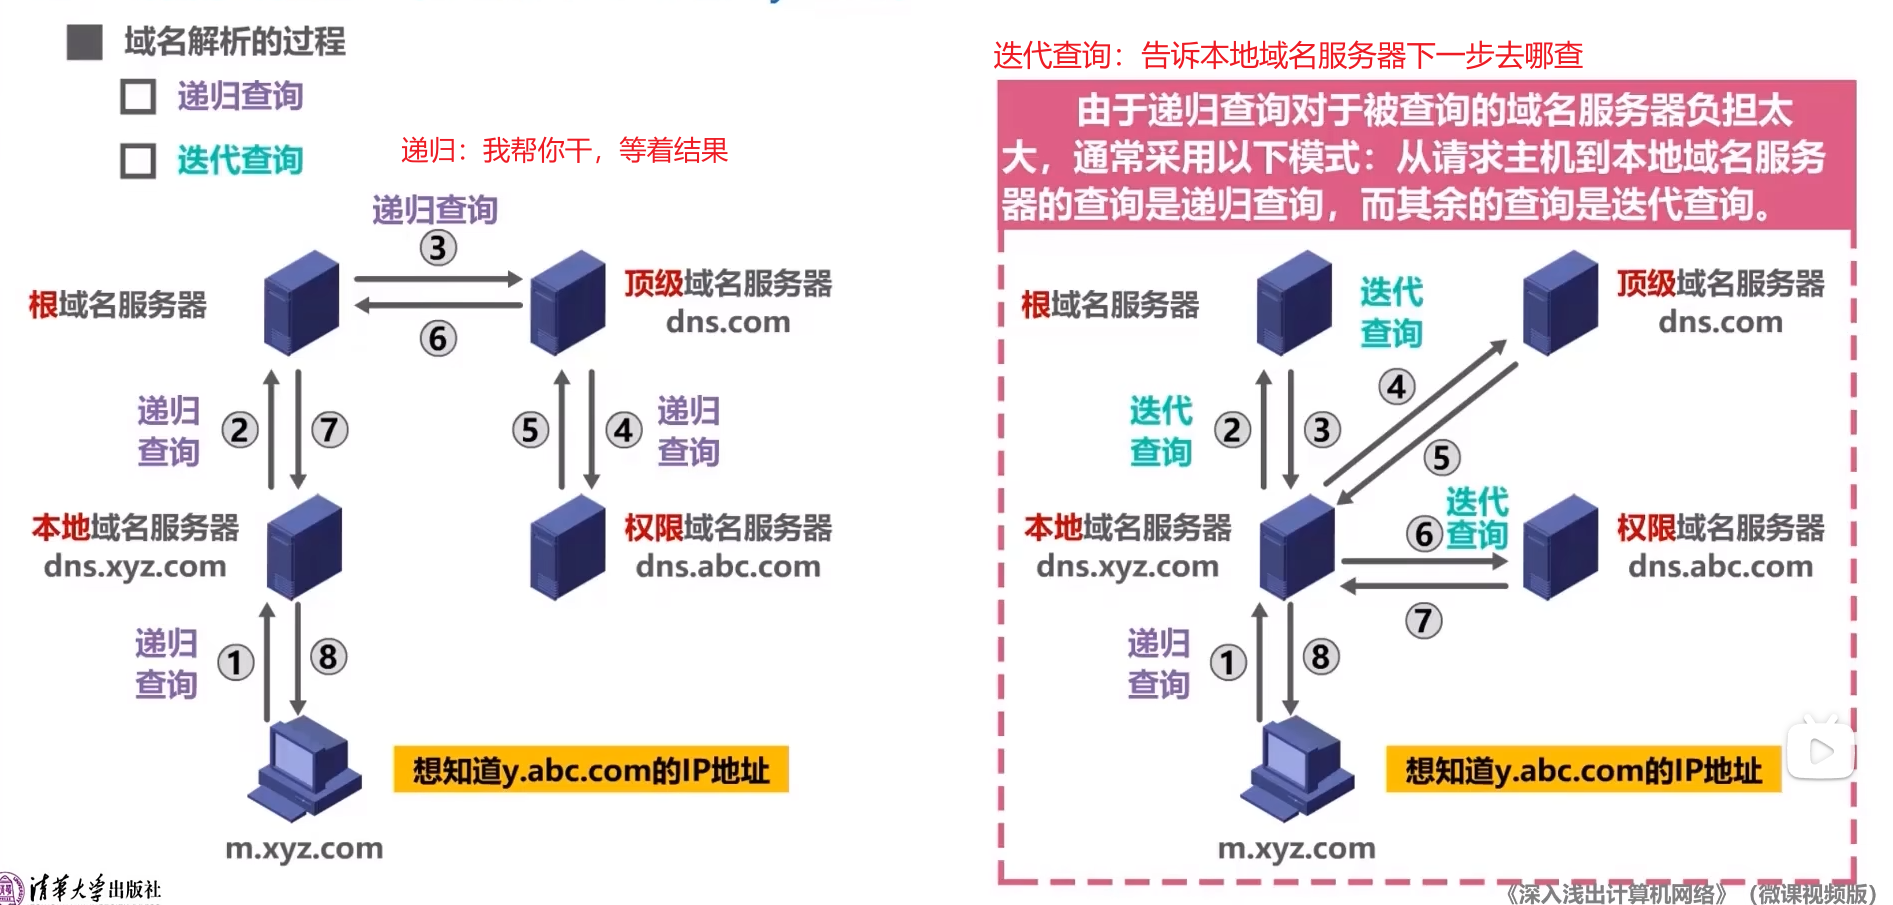 域名解析的过程
递归查询
迭代查询
递归：我帮你干，等着结果
递归查询
③
⑥
根域名服务器
顶级域名服务器
dns.com
递归
查询
②
⑦
⑤
④
递归
查询
本地域名服务器
dns.xyz.com
权限域名服务器
dns.abc.com
递归
查询
①
⑧
想知道y.abc.com的IP地址
m.xyz.com
清华大学出版社
迭代查询：告诉本地域名服务器下一步去哪查
由于递归查询对于被查询的域名服务器负担太
大，通常采用以下模式：从请求主机到本地域名服务
器的查询是递归查询，而其余的查询是迭代查询。
根域名服务器
迭代
查询
顶级域名服务器
dns.com
④
迭代
查询
②
③
⑤
本地域名服务器
dns.xyz.com
迭代
查询
⑥
权限域名服务器
dns.abc.com
⑦
递归
查询
①
⑧
想知道y.abc.com的IP地址
m.xyz.com
《深入浅出计算机网络》（微课视频版）